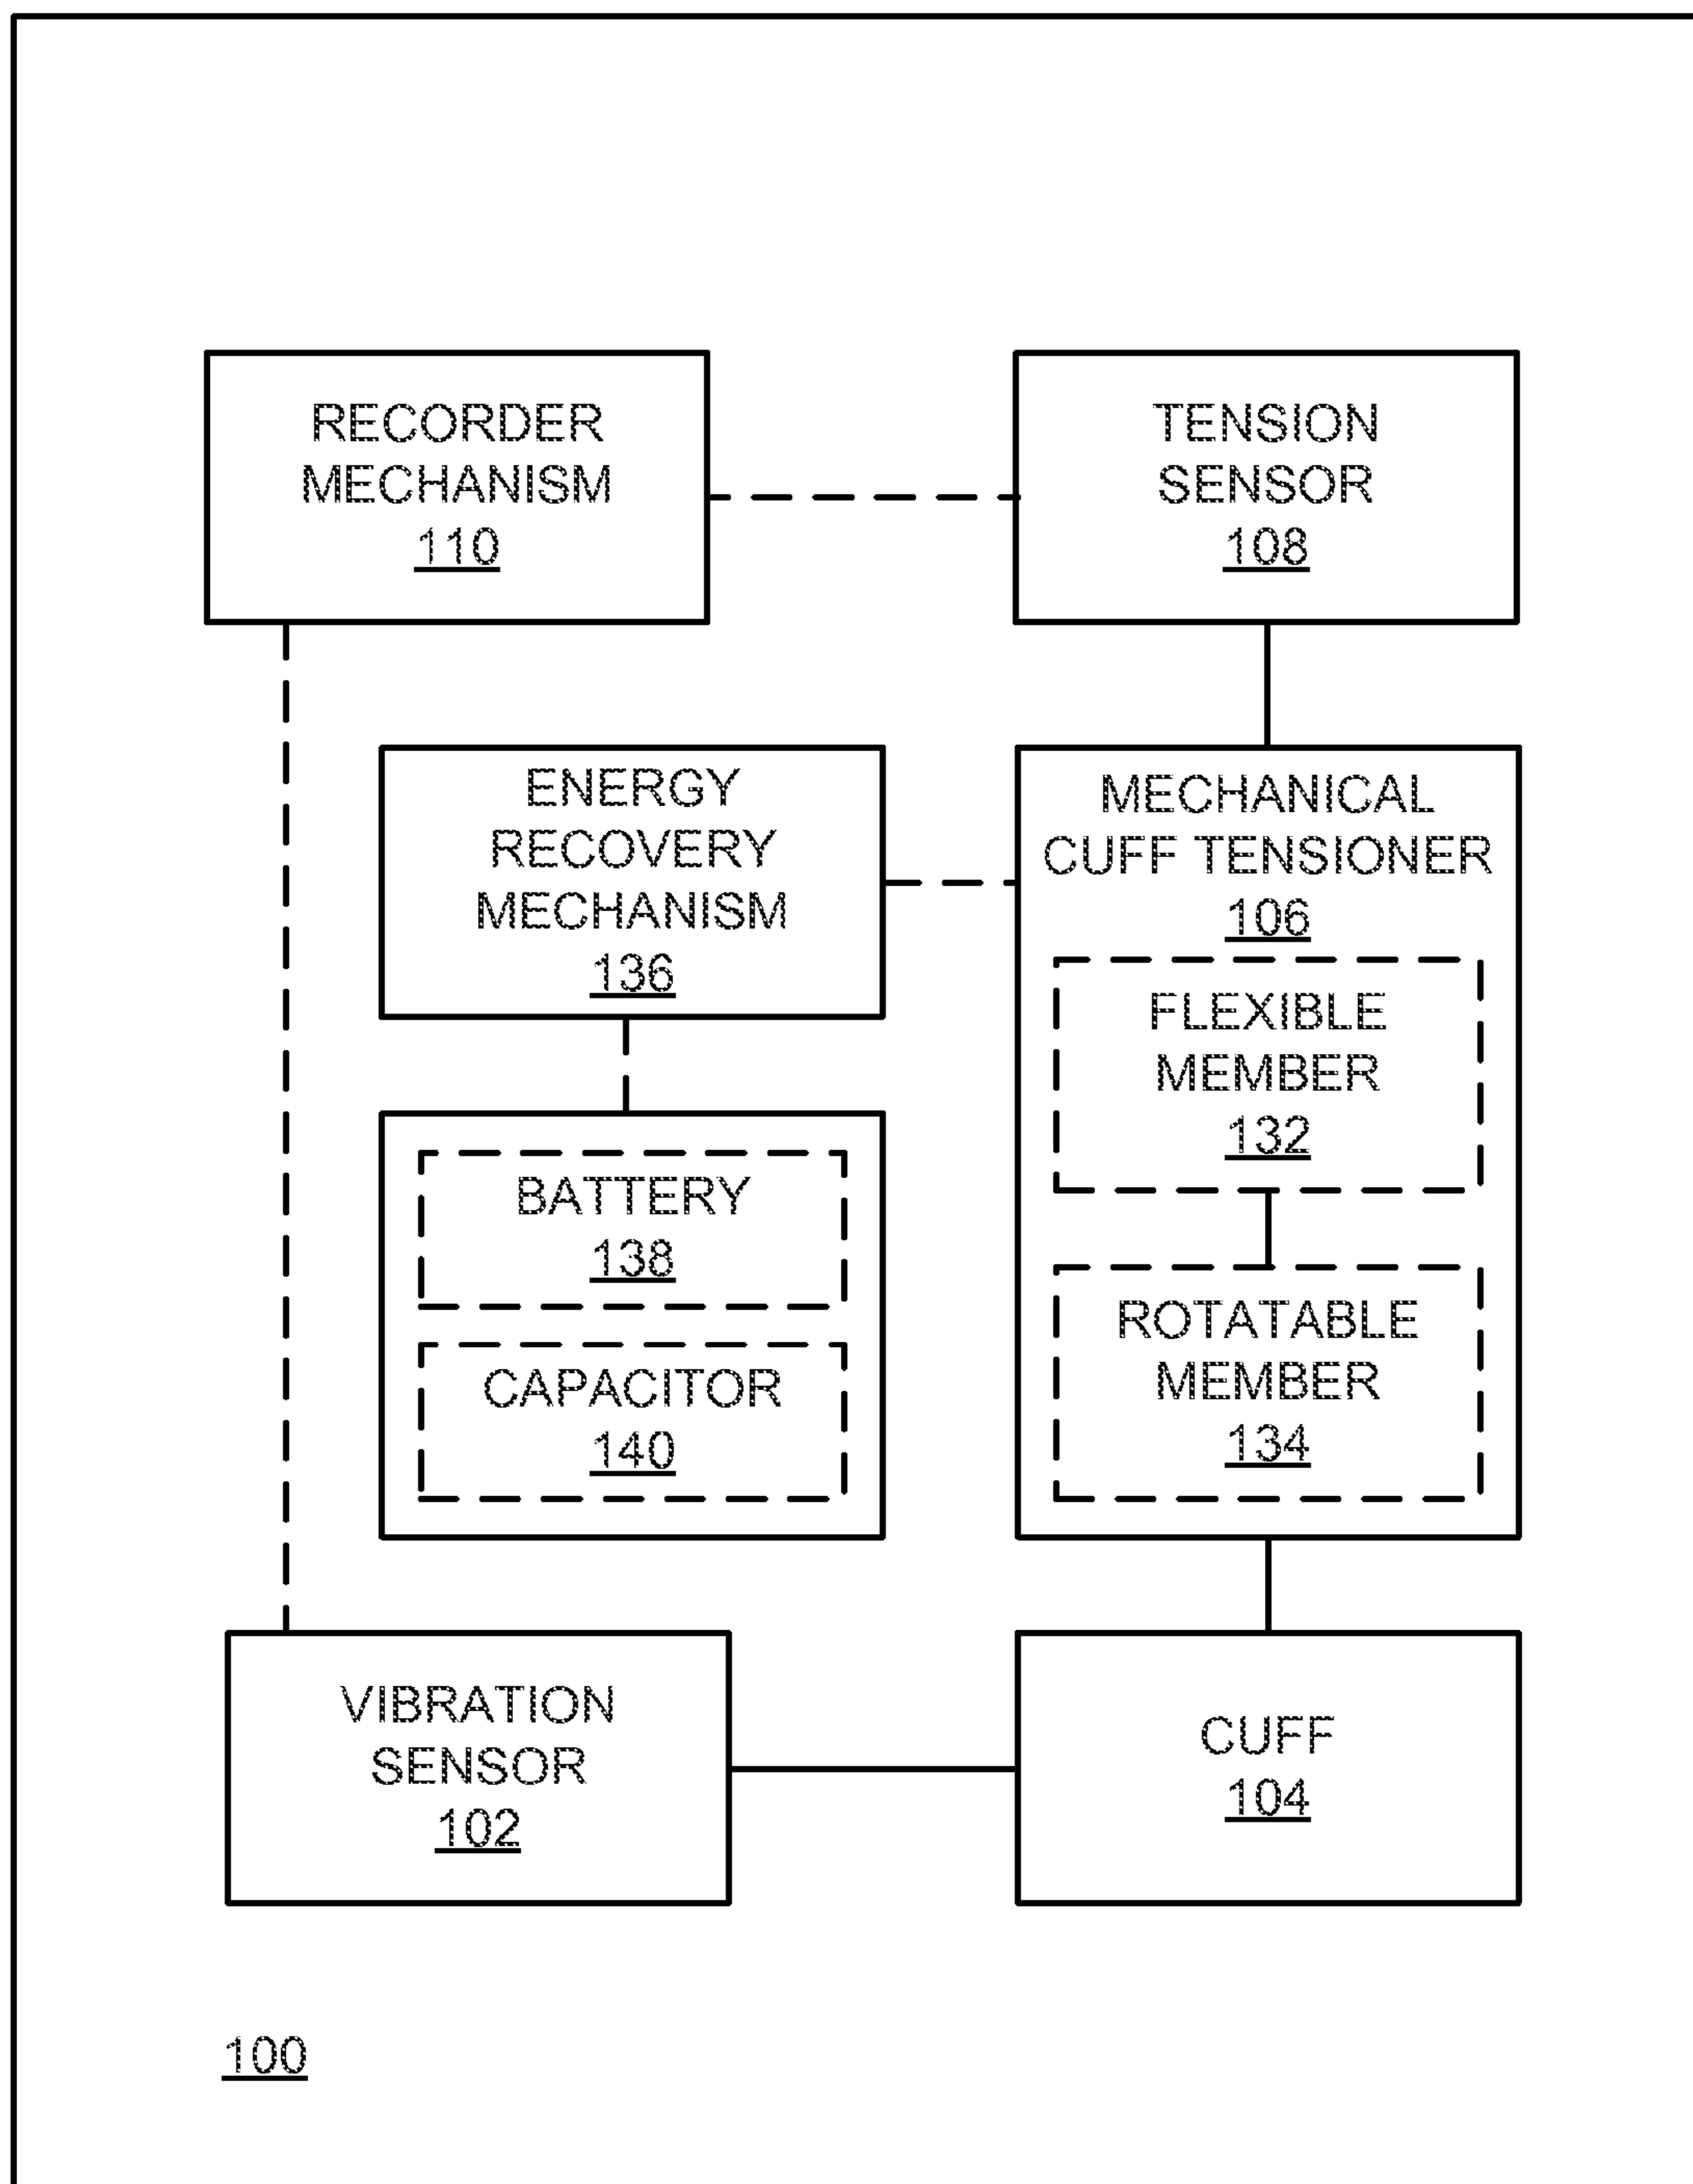 RECORDER
MECHANISM
110
TENSION
SENSOR
108
ENERGY
RECOVERY
MECHANISM
136
MECHANICAL
CUFF TENSIONER
106
FLEXIBLE
MEMBER
132
BATTERY
138
CAPACITOR
140
ROTATABLE
MEMBER
134
VIBRATION
SENSOR
102
CUFF
104
100